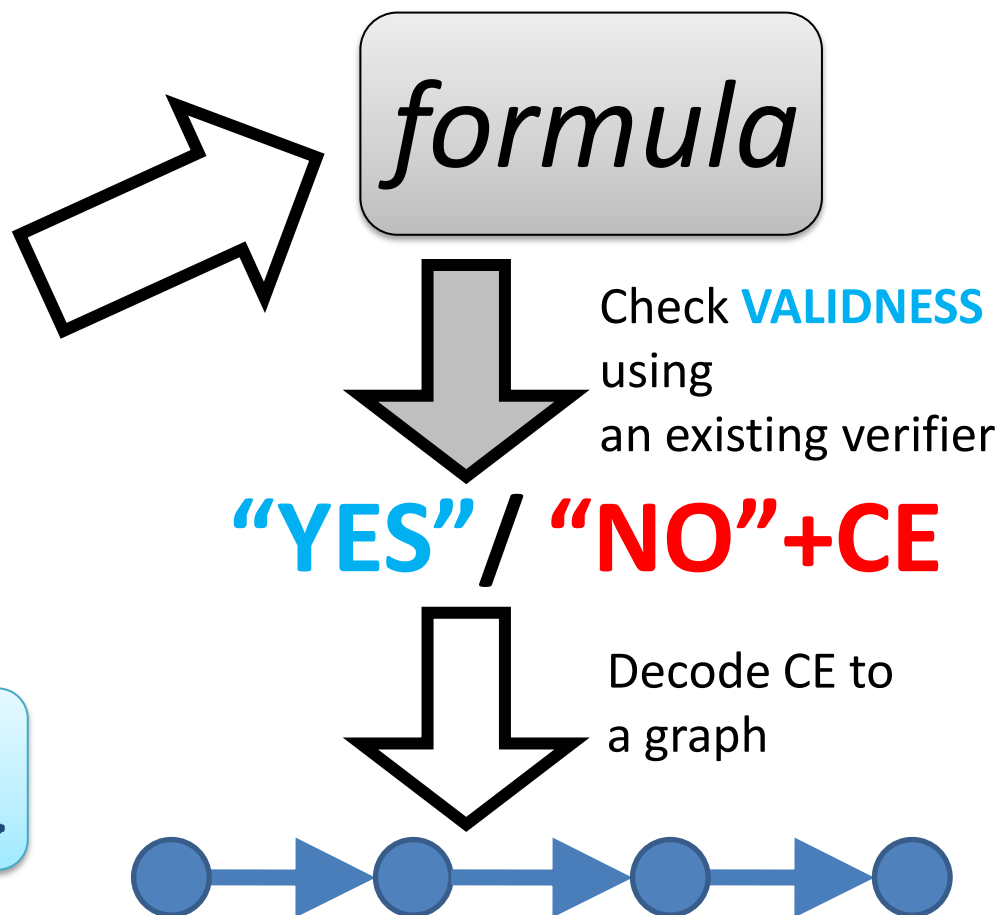 formula
Check VALIDNESS
using
an existing verifier
“YES” / “NO”+CE
Decode CE to
a graph